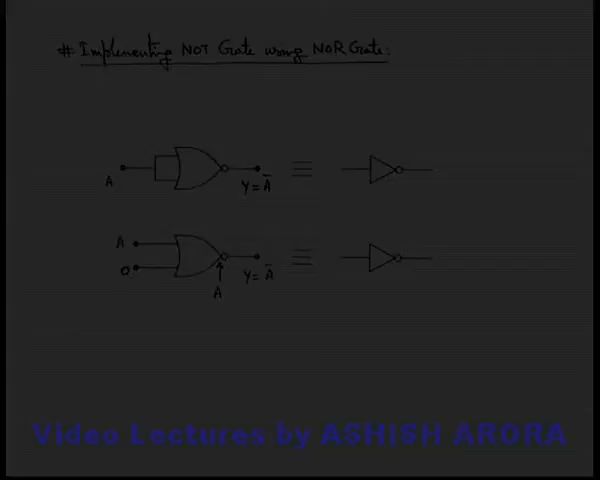 # Implementing NOT Gate using NOR Gate:
A
Y = A̅
A
0
A
Y = A̅
Video Lectures by ASHISH ARORA